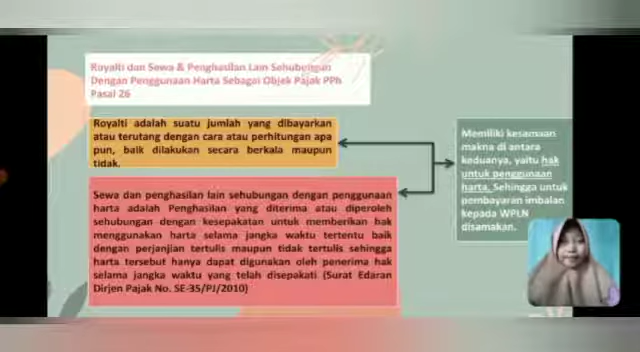 Royalti dan Sewa & Penghasilan Lain Sehubungan
Dengan Penggunaan Harta Sebagai Objek Pajak PPh
Pasal 26
Royalti adalah suatu jumlah yang dibayarkan
atau terutang dengan cara atau perhitungan apa
pun, baik dilakukan secara berkala maupun
tidak.
Sewa dan penghasilan lain sehubungan dengan penggunaan
harta adalah Penghasilan yang diterima atau diperoleh
sehubungan dengan kesepakatan untuk memberikan hak
menggunakan harta selama jangka waktu tertentu baik
dengan perjanjian tertulis maupun tidak tertulis sehingga
harta tersebut hanya dapat digunakan oleh penerima hak
selama jangka waktu yang telah disepakati (Surat Edaran
Dirjen Pajak No. SE-35/PJ/2010)
Memiliki kesamaan
makna di antara
keduanya, yaitu hak
untuk penggunaan
harta. Sehingga untuk
pembayaran imbalan
kepada WPLN
disamakan.